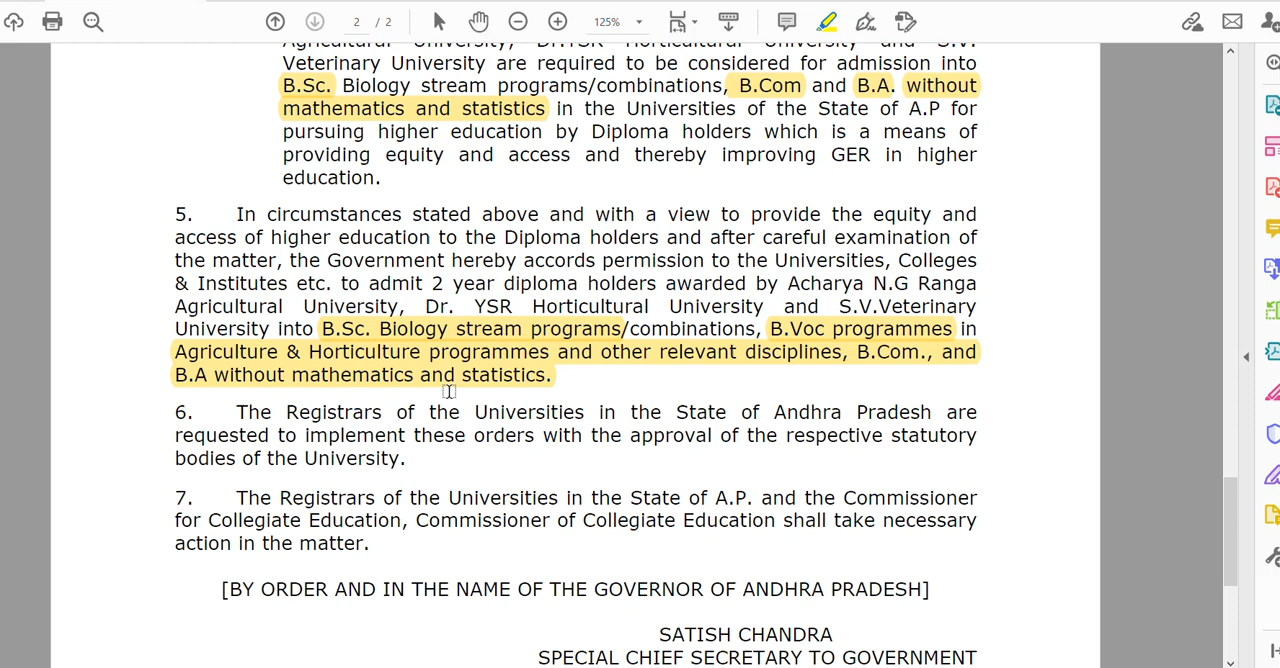 2 / 2
125%
Agricultural University, Dr.YSR Horticultural University and S.V.
Veterinary University are required to be considered for admission into
B.Sc. Biology stream programs/combinations, B.Com and B.A. without
mathematics and statistics in the Universities of the State of A.P for
pursuing higher education by Diploma holders which is a means of
providing equity and access and thereby improving GER in higher
education.
5. In circumstances stated above and with a view to provide the equity and
access of higher education to the Diploma holders and after careful examination of
the matter, the Government hereby accords permission to the Universities, Colleges
& Institutes etc. to admit 2 year diploma holders awarded by Acharya N.G Ranga
Agricultural University, Dr. YSR Horticultural University and S.V.Veterinary
University into B.Sc. Biology stream programs/combinations, B.Voc programmes in
Agriculture & Horticulture programmes and other relevant disciplines, B.Com., and
B.A without mathematics and statistics.
6. The Registrars of the Universities in the State of Andhra Pradesh are
requested to implement these orders with the approval of the respective statutory
bodies of the University.
7. The Registrars of the Universities in the State of A.P. and the Commissioner
for Collegiate Education, Commissioner of Collegiate Education shall take necessary
action in the matter.
[BY ORDER AND IN THE NAME OF THE GOVERNOR OF ANDHRA PRADESH]
SATISH CHANDRA
SPECIAL CHIEF SECRETARY TO GOVERNMENT